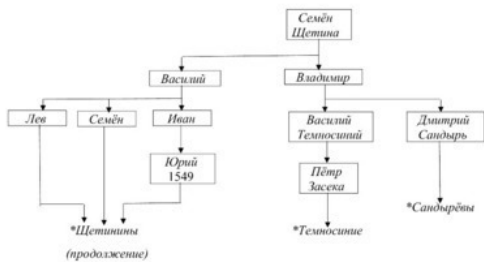 Семён
Щетина
Василий
Владимир
Лев
Семён
Иван
Василий
Темносиний
Дмитрий
Сандырь
Юрий
1549
Пётр
Засека
*Щетинины
(продолжение)
*Темносиние
*Сандырёвы